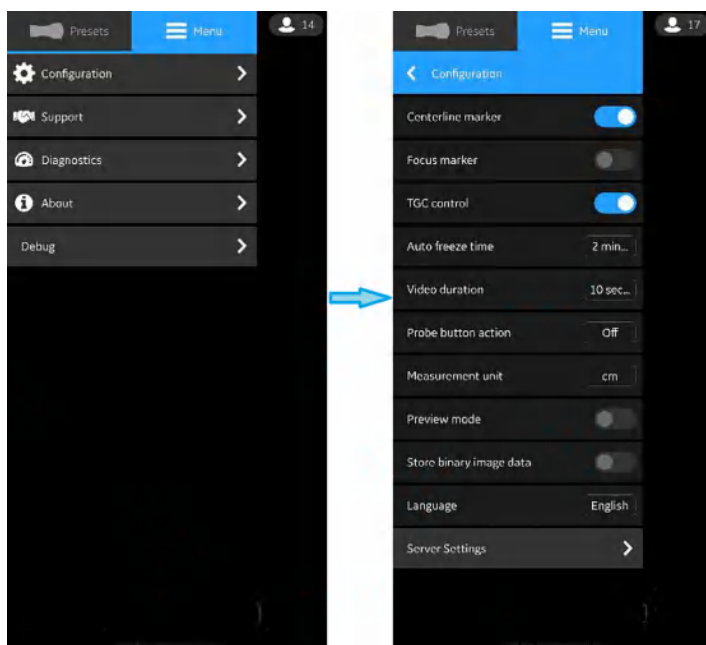 Presets
Menu
14
Configuration
Support
Diagnostics
About
Debug
Presets
Menu
17
Configuration
Centerline marker
Focus marker
TGC control
Auto freeze time
2 min...
Video duration
10 sec...
Probe button action
Off
Measurement unit
cm
Preview mode
Store binary image data
Language
English
Server Settings